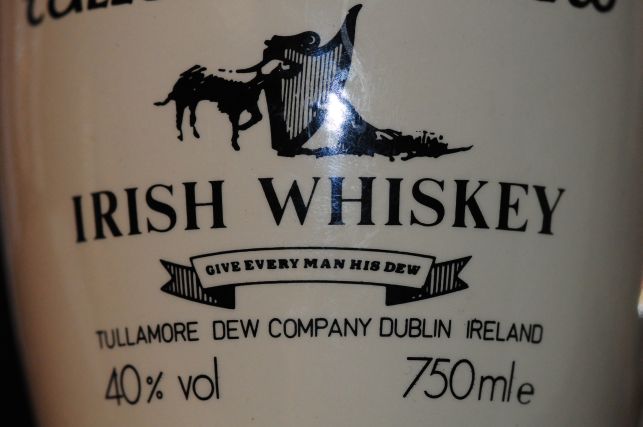 IRISH WHISKEY
GIVE EVERY MAN HIS DEW
TULLAMORE DEW COMPANY DUBLIN IRELAND
40% vol 750ml e